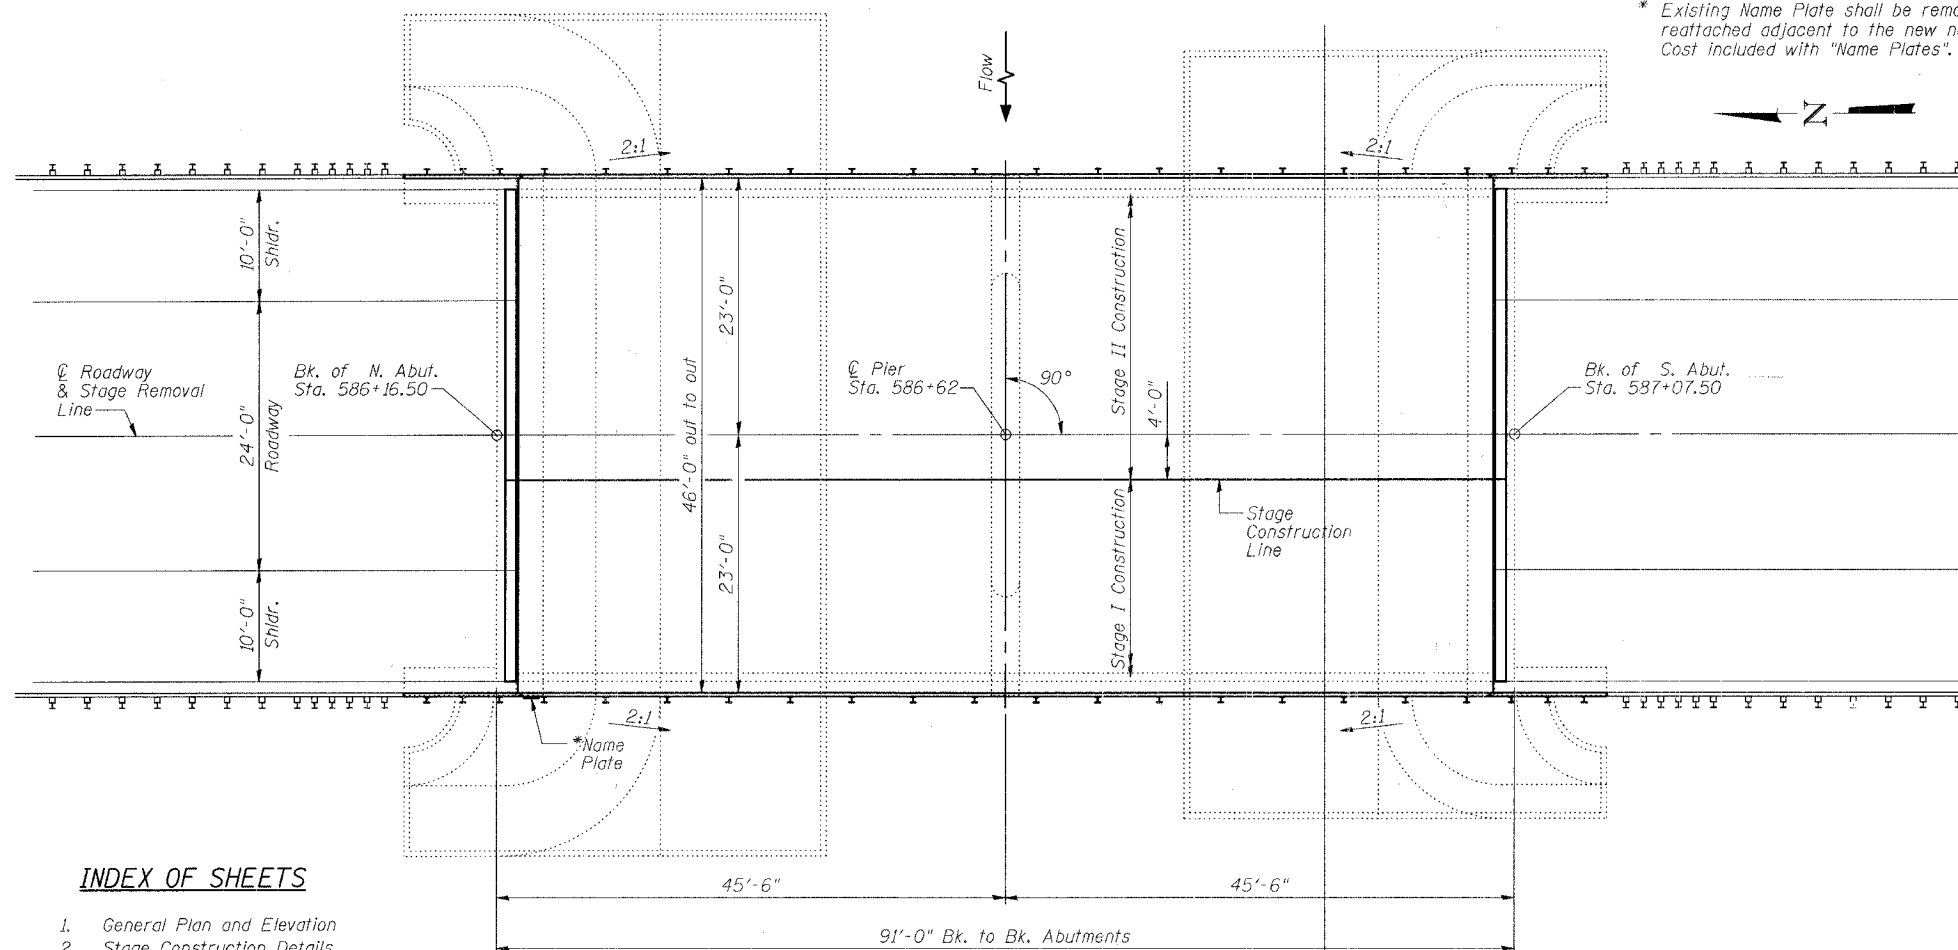 * Existing Name Plate shall be
reattached adjacent to the new
Cost included with "Name Plates".
Flow
N
2:1
2:1
10'-0"
Shldr.
24'-0"
Roadway
10'-0"
Shldr.
℄ Roadway
& Stage Removal
Line
Bk. of N. Abut.
Sta. 586+16.50
46'-0" out to out
23'-0"
23'-0"
℄ Pier
Sta. 586+62
90°
Stage II Construction
4'-0"
Stage I Construction
Stage
Construction
Line
Bk. of S. Abut.
Sta. 587+07.50
2:1
2:1
*Name
Plate
INDEX OF SHEETS
1. General Plan and Elevation
2. Stage Construction Details
45'-6"
45'-6"
91'-0" Bk. to Bk. Abutments